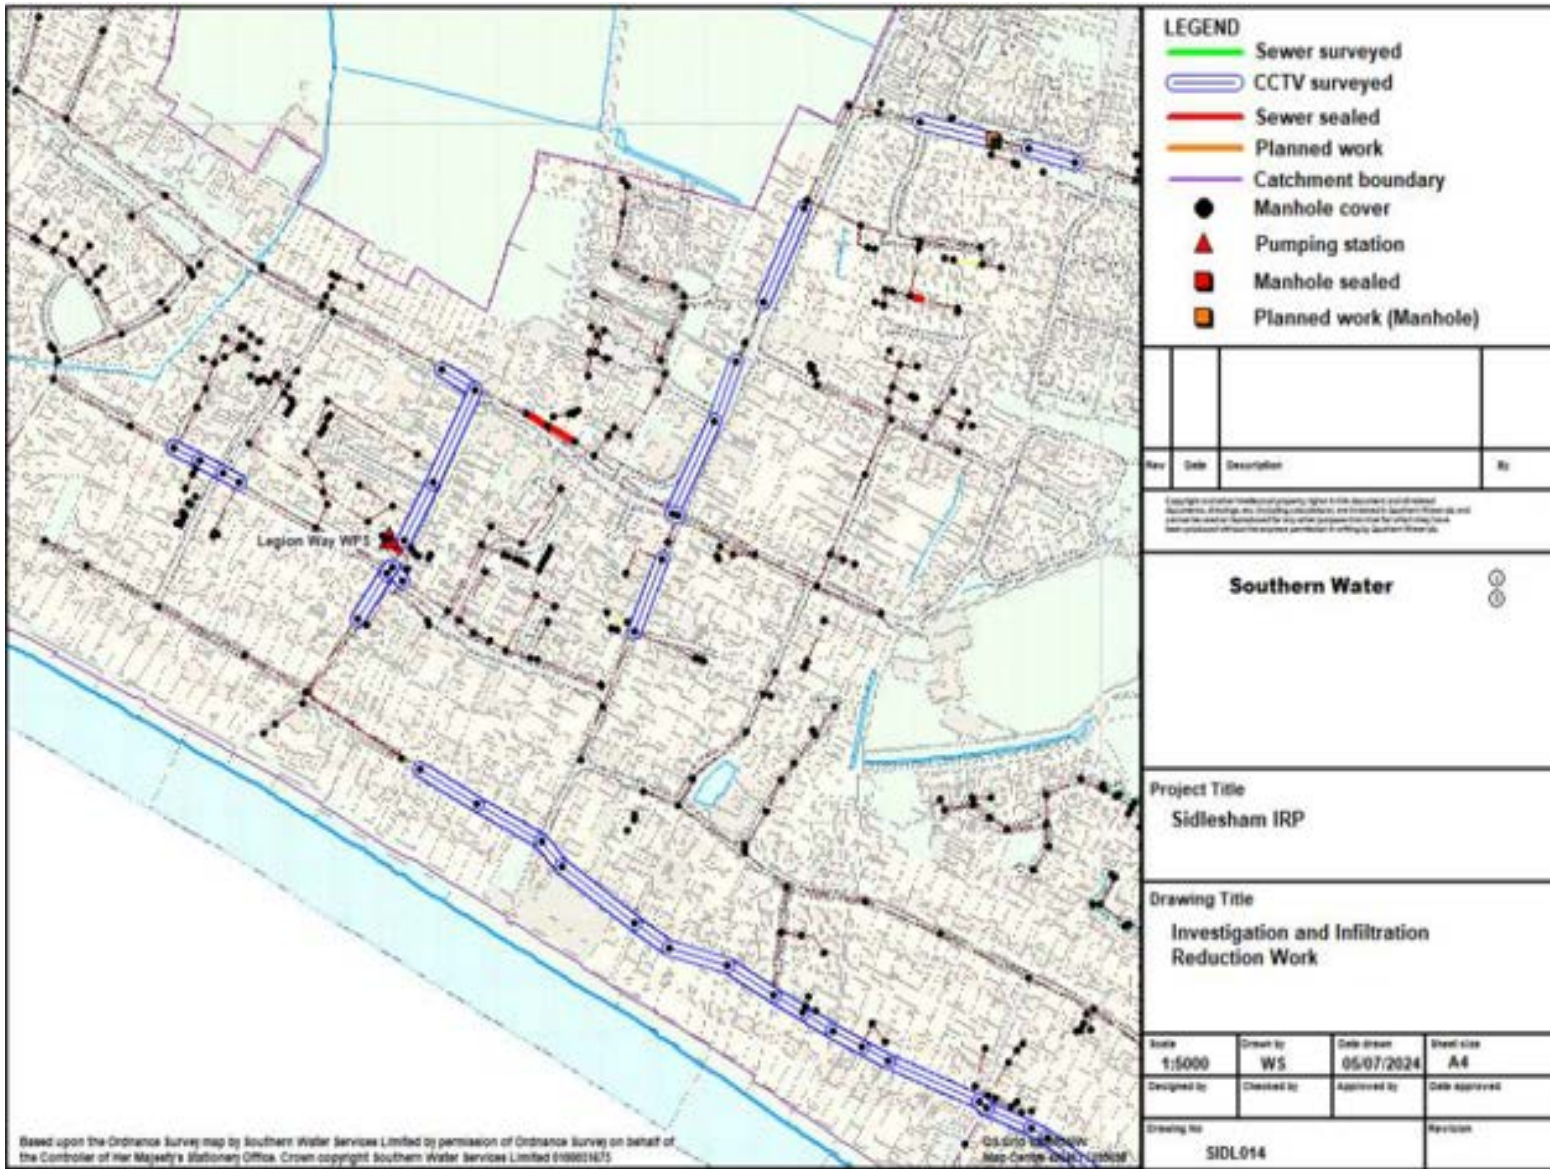 LEGEND
Sewer surveyed
CCTV surveyed
Sewer sealed
Planned work
Catchment boundary
Manhole cover
Pumping station
Manhole sealed
Planned work (Manhole)
Rev Date Description By
Southern Water
Project Title
Sidlesham IRP
Drawing Title
Investigation and Infiltration
Reduction Work
Scale Drawn by Date drawn Sheet size
1:5000 WS 05/07/2024 A4
Designed by Checked by Approved by Date approved
Drawing No Revision
SIDL014
Legion Way WPS
Based upon the Ordnance Survey map by Southern Water Services Limited by permission of Ordnance Survey on behalf of
the Controller of Her Majesty's Stationery Office. Crown copyright Southern Water Services Limited
Map Centre